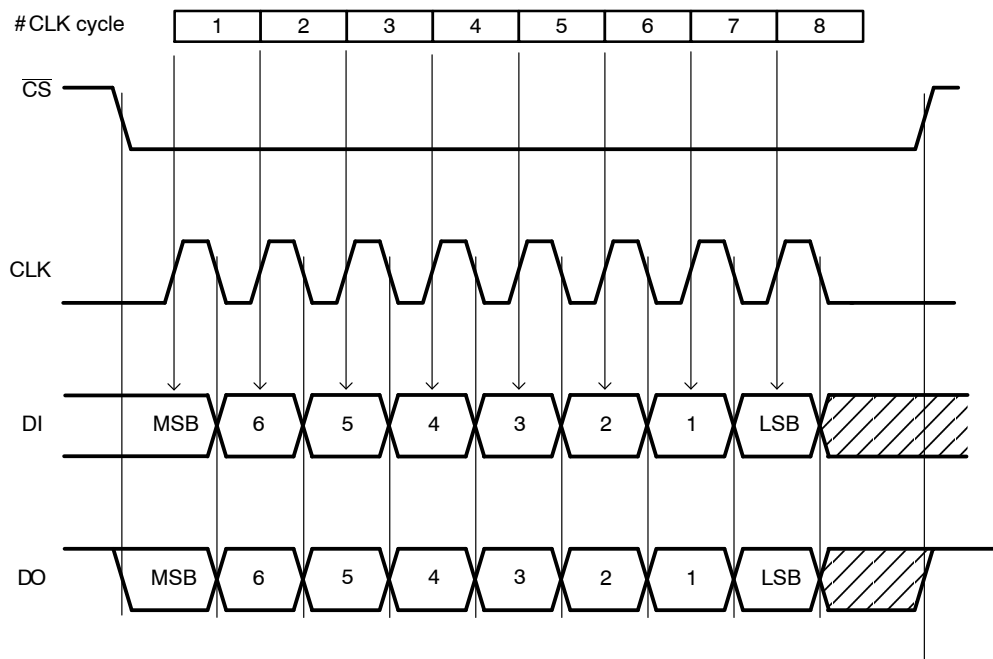 # CLK cycle 1 2 3 4 5 6 7 8
CS
CLK
DI MSB 6 5 4 3 2 1 LSB
DO MSB 6 5 4 3 2 1 LSB